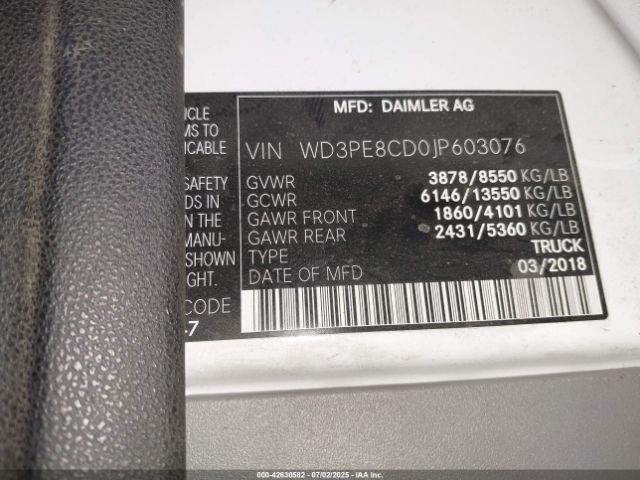 MFD: DAIMLER AG
VIN WD3PE8CD0JP603076
GVWR 3878/8550 KG/LB
GCWR 6146/13550 KG/LB
GAWR FRONT 1860/4101 KG/LB
GAWR REAR 2431/5360 KG/LB
TYPE TRUCK
DATE OF MFD 03/2018
TO
ICABLE
SAFETY
DS IN
N THE
MANU-
SHOWN
GHT.
CODE
.7
000-42630582 - 07/02/2025 - IAA, Inc.